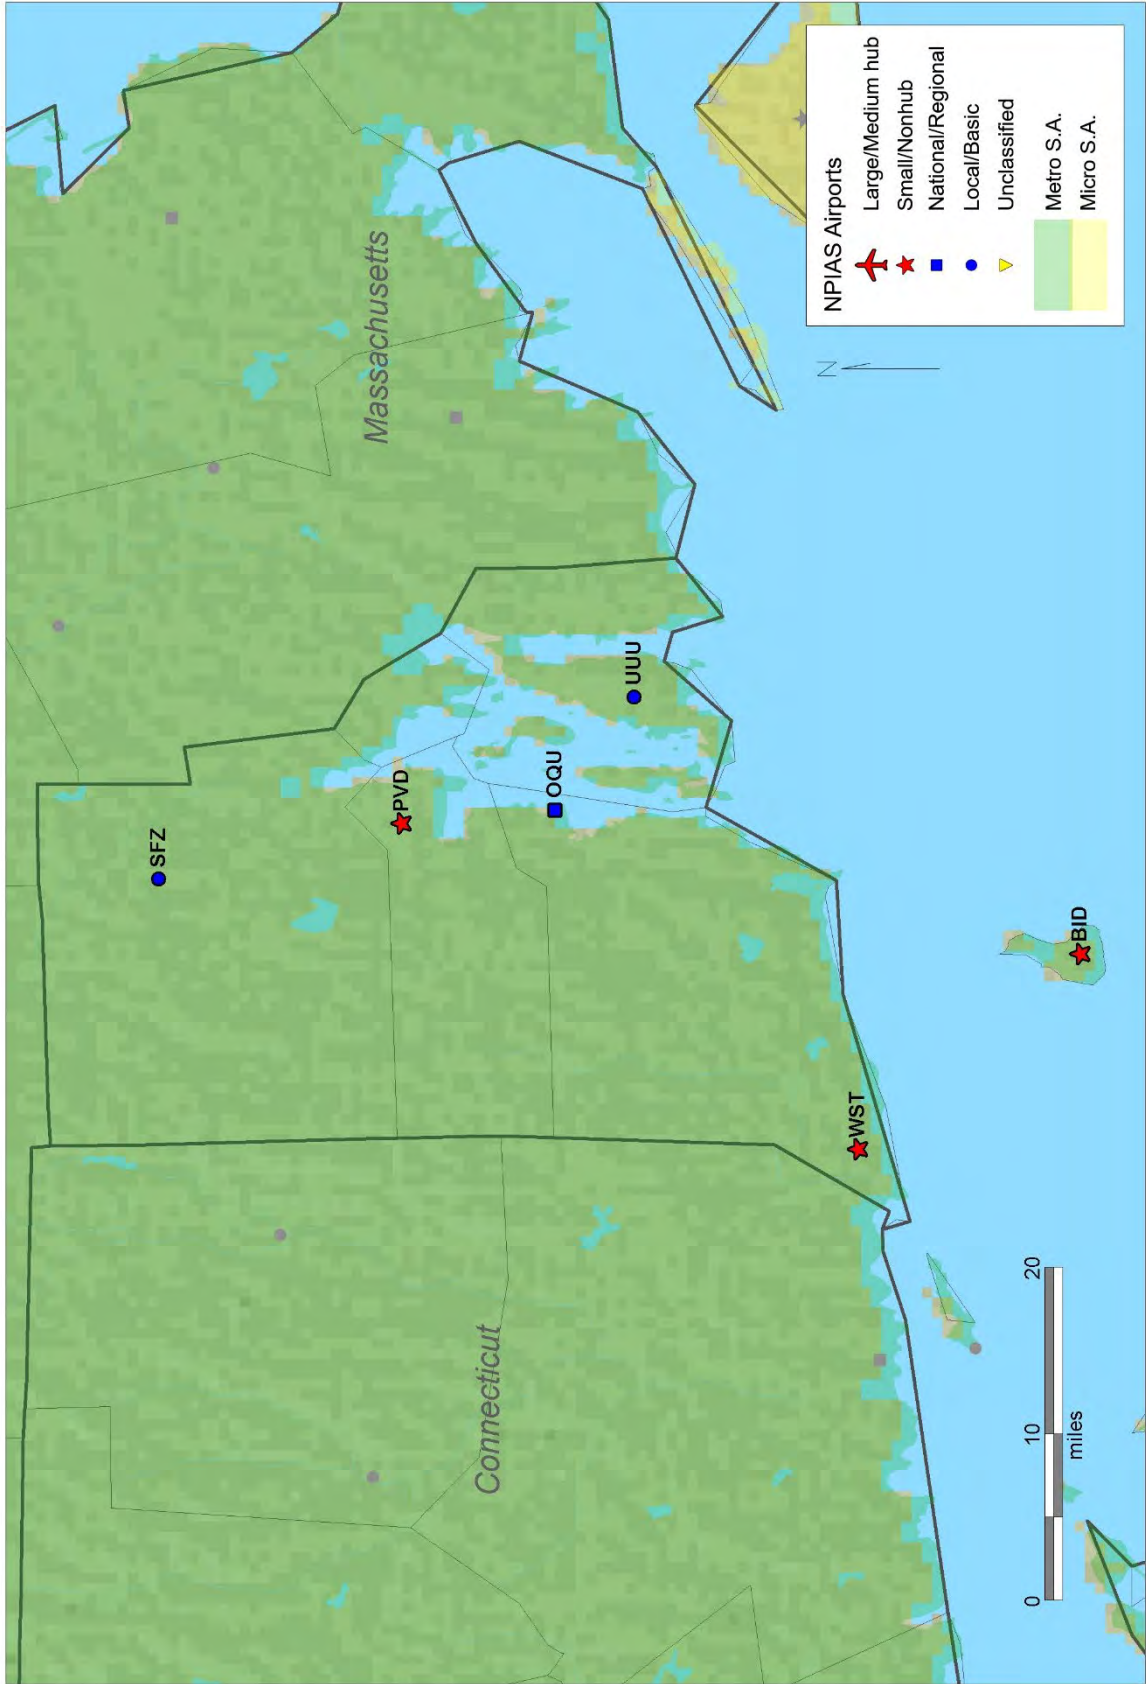 Massachusetts
Connecticut
SFZ
PVD
OQU
UUU
WST
BID
N
NPIAS Airports
Large/Medium hub
Small/Nonhub
National/Regional
Local/Basic
Unclassified
Metro S.A.
Micro S.A.
0 10 20
miles